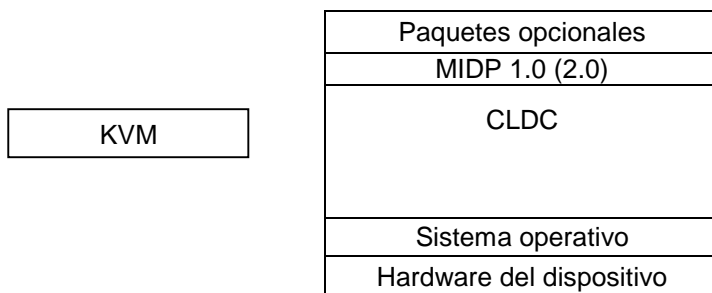 Paquetes opcionales
MIDP 1.0 (2.0)
CLDC
KVM
Sistema operativo
Hardware del dispositivo